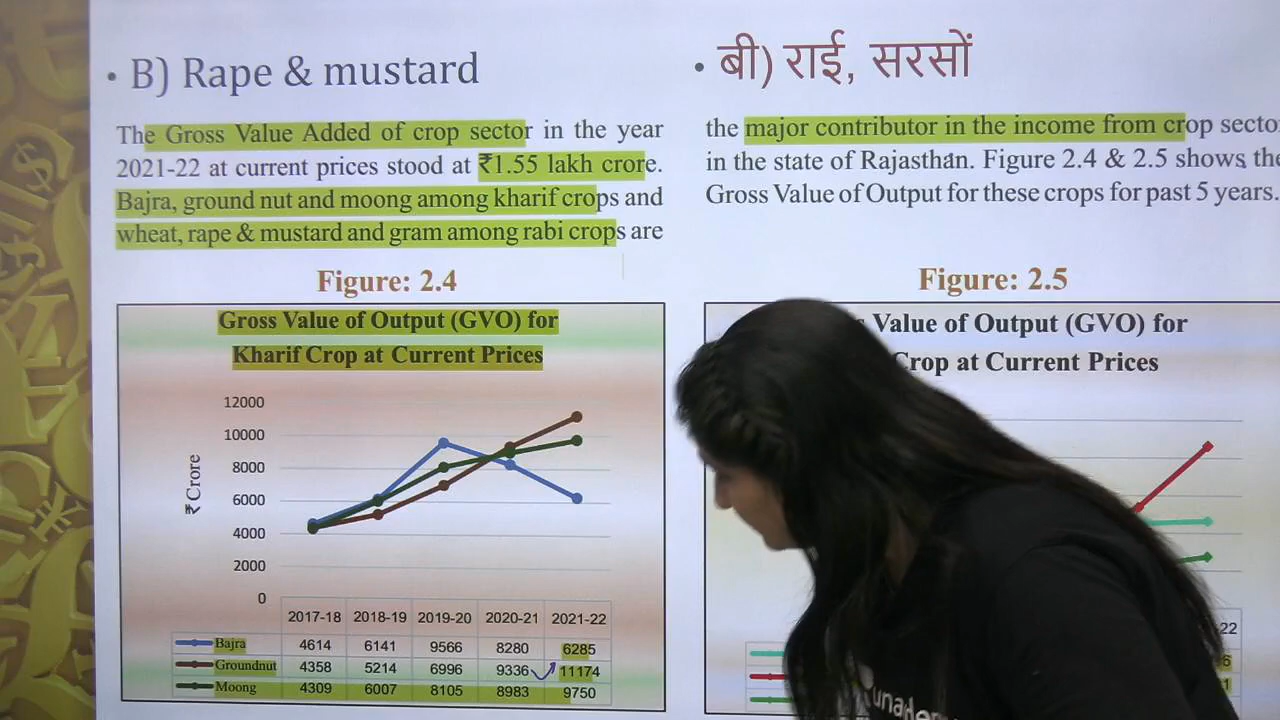 • B) Rape & mustard
The Gross Value Added of crop sector in the year
2021-22 at current prices stood at ₹1.55 lakh crore.
Bajra, ground nut and moong among kharif crops and
wheat, rape & mustard and gram among rabi crops are
Figure: 2.4
Gross Value of Output (GVO) for
Kharif Crop at Current Prices
12000
10000
8000
6000
4000
2000
0
₹ Crore
2017-18 2018-19 2019-20 2020-21 2021-22
Bajra 4614 6141 9566 8280 6285
Groundnut 4358 5214 6996 9336 11174
Moong 4309 6007 8105 8983 9750
• बी) राई, सरसों
the major contributor in the income from crop secto
in the state of Rajasthan. Figure 2.4 & 2.5 shows the
Gross Value of Output for these crops for past 5 years.
Figure: 2.5
Value of Output (GVO) for
Crop at Current Prices
22